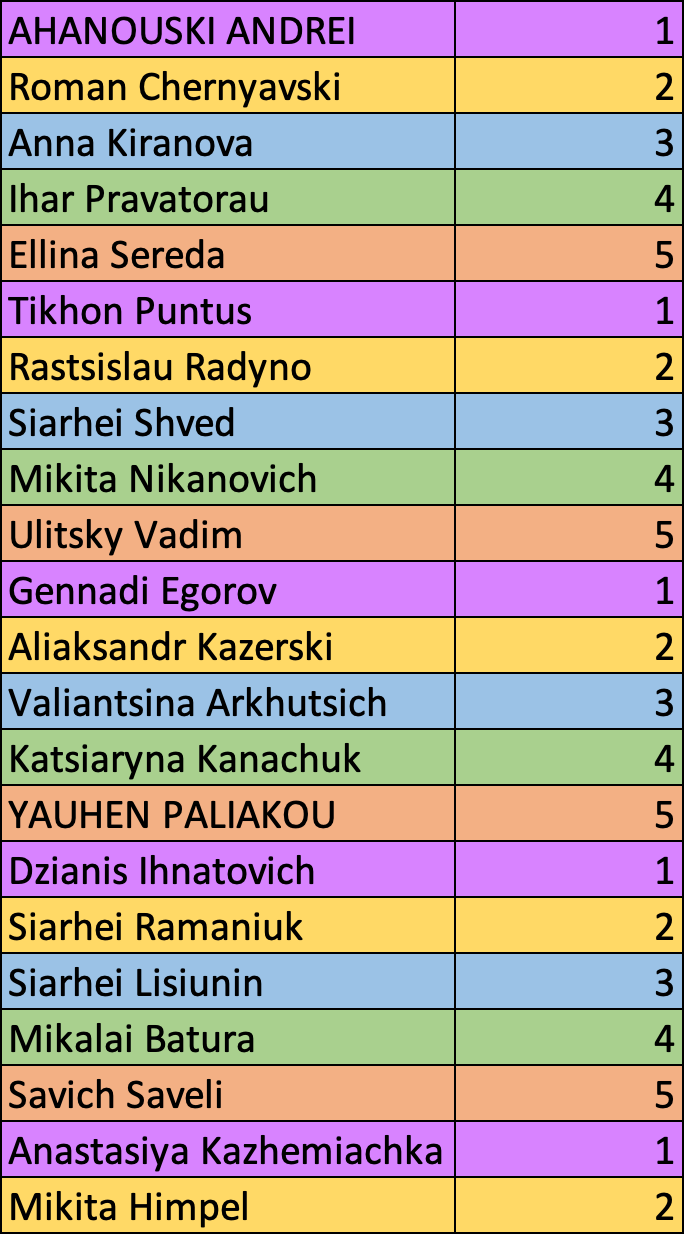 AHANOUSKI ANDREI 1
Roman Chernyavski 2
Anna Kiranova 3
Ihar Pravatorau 4
Ellina Sereda 5
Tikhon Puntus 1
Rastsislau Radyno 2
Siarhei Shved 3
Mikita Nikanovich 4
Ulitsky Vadim 5
Gennadi Egorov 1
Aliaksandr Kazerski 2
Valiantsina Arkhutsich 3
Katsiaryna Kanachuk 4
YAUHEN PALIAKOU 5
Dzianis Ihnatovich 1
Siarhei Ramaniuk 2
Siarhei Lisiunin 3
Mikalai Batura 4
Savich Saveli 5
Anastasiya Kazhemiachka 1
Mikita Himpel 2